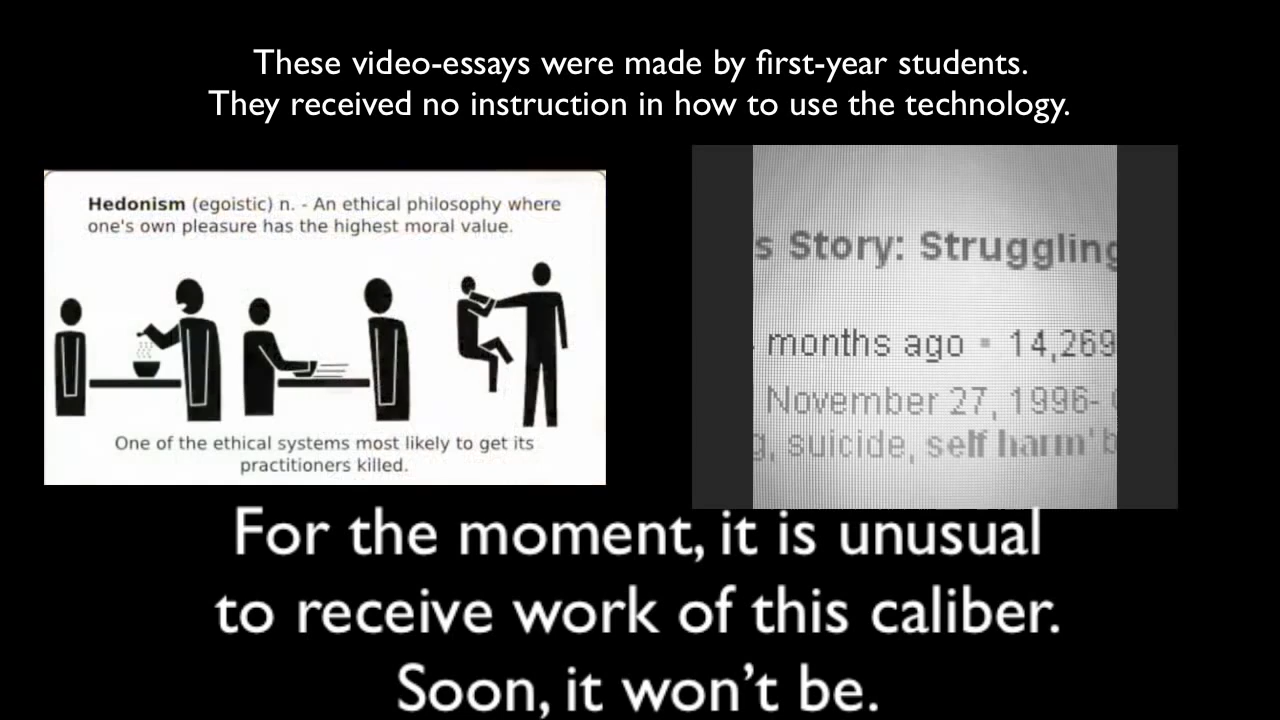 These video-essays were made by first-year students.
They received no instruction in how to use the technology.
Hedonism (egoistic) n. - An ethical philosophy where
one's own pleasure has the highest moral value.
One of the ethical systems most likely to get its
practitioners killed.
s Story: Struggling
months ago • 14,269
November 27, 1996-
g, suicide, self harm' b
For the moment, it is unusual
to receive work of this caliber.
Soon, it won't be.